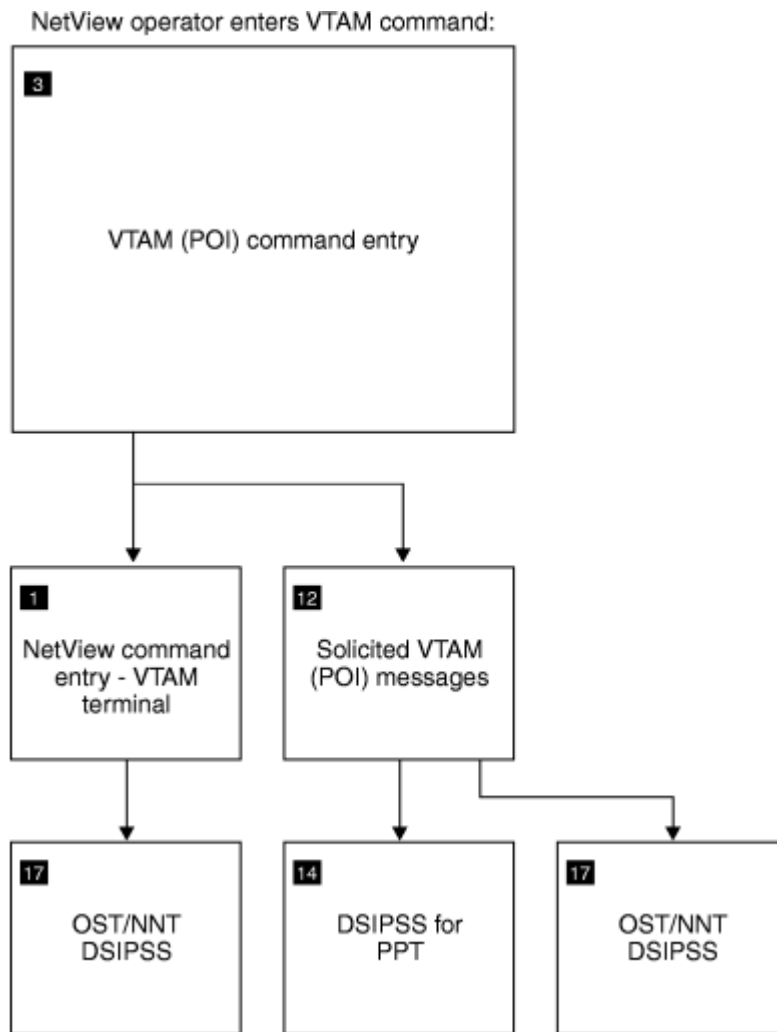 NetView operator enters VTAM command:
3
VTAM (POI) command entry
1
NetView command
entry - VTAM
terminal
12
Solicited VTAM
(POI) messages
17
OST/NNT
DSIPSS
14
DSIPSS for
PPT
17
OST/NNT
DSIPSS